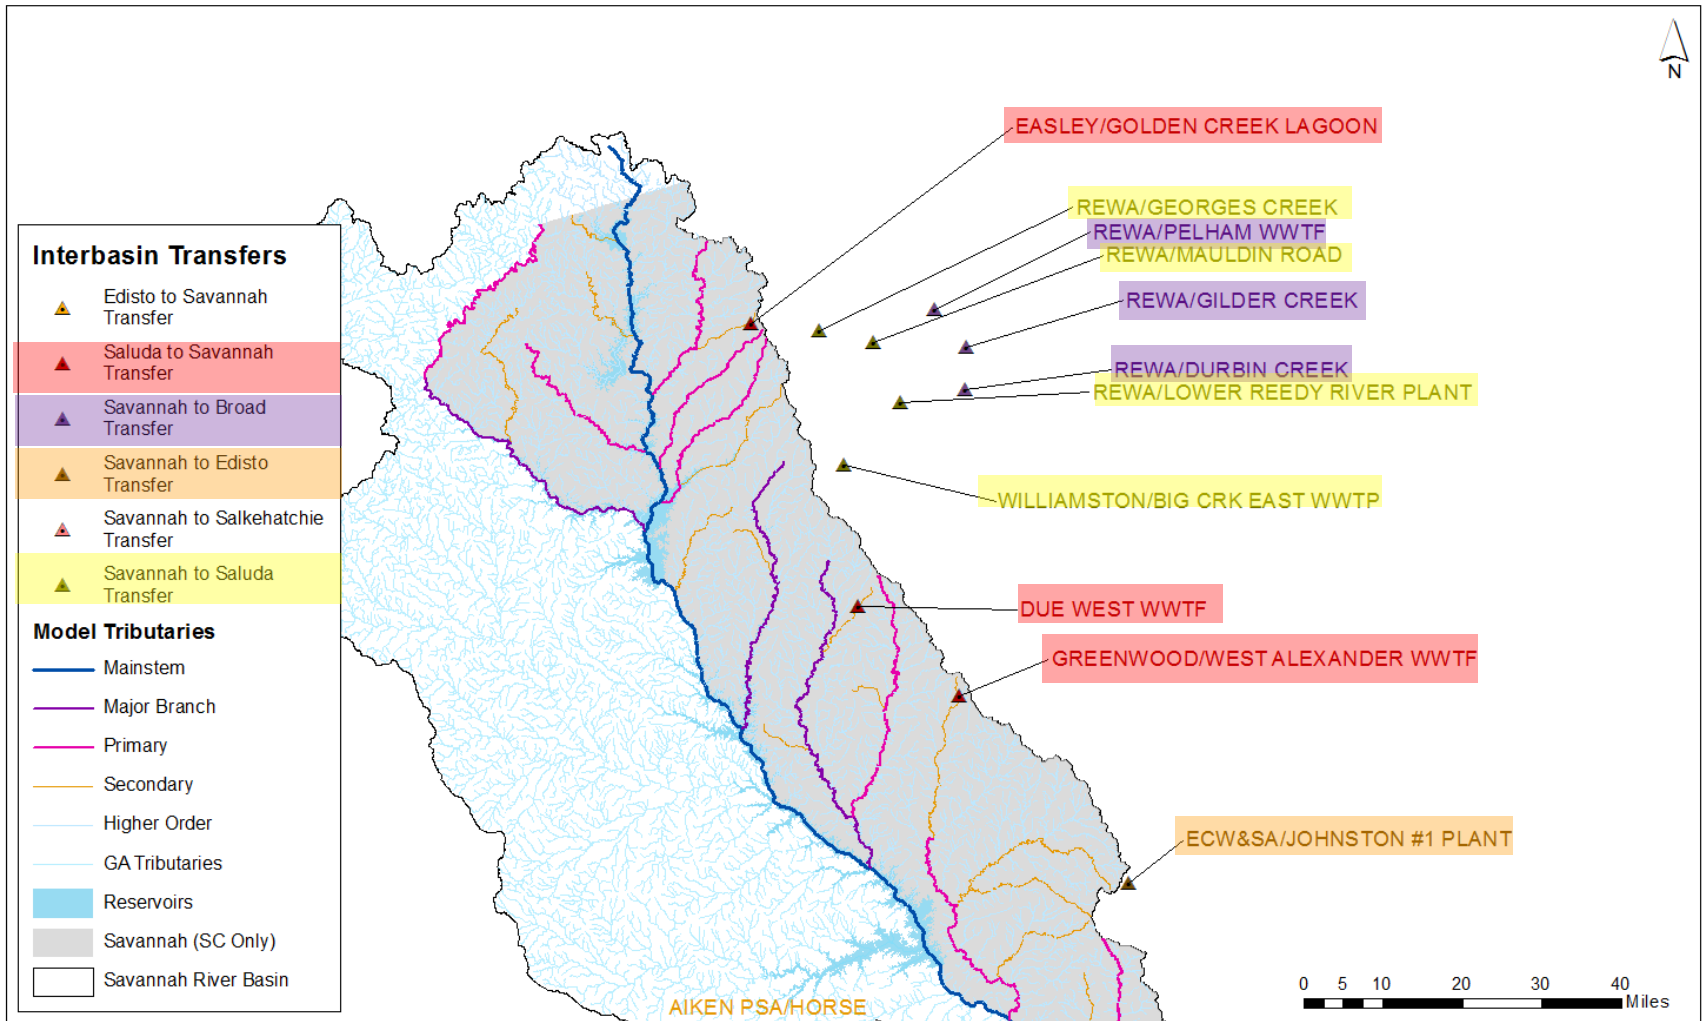 N
EASLEY/GOLDEN CREEK LAGOON
REWA/GEORGES CREEK
REWA/PELHAM WWTF
REWA/MAULDIN ROAD
REWA/GILDER CREEK
REWA/DURBIN CREEK
REWA/LOWER REEDY RIVER PLANT
WILLIAMSTON/BIG CRK EAST WWTP
DUE WEST WWTF
GREENWOOD/WEST ALEXANDER WWTF
ECW&SA/JOHNSTON #1 PLANT
AIKEN PSA/HORSE
Interbasin Transfers
Edisto to Savannah
Transfer
Saluda to Savannah
Transfer
Savannah to Broad
Transfer
Savannah to Edisto
Transfer
Savannah to Salkehatchie
Transfer
Savannah to Saluda
Transfer
Model Tributaries
Mainstem
Major Branch
Primary
Secondary
Higher Order
GA Tributaries
Reservoirs
Savannah (SC Only)
Savannah River Basin
0 5 10 20 30 40
Miles